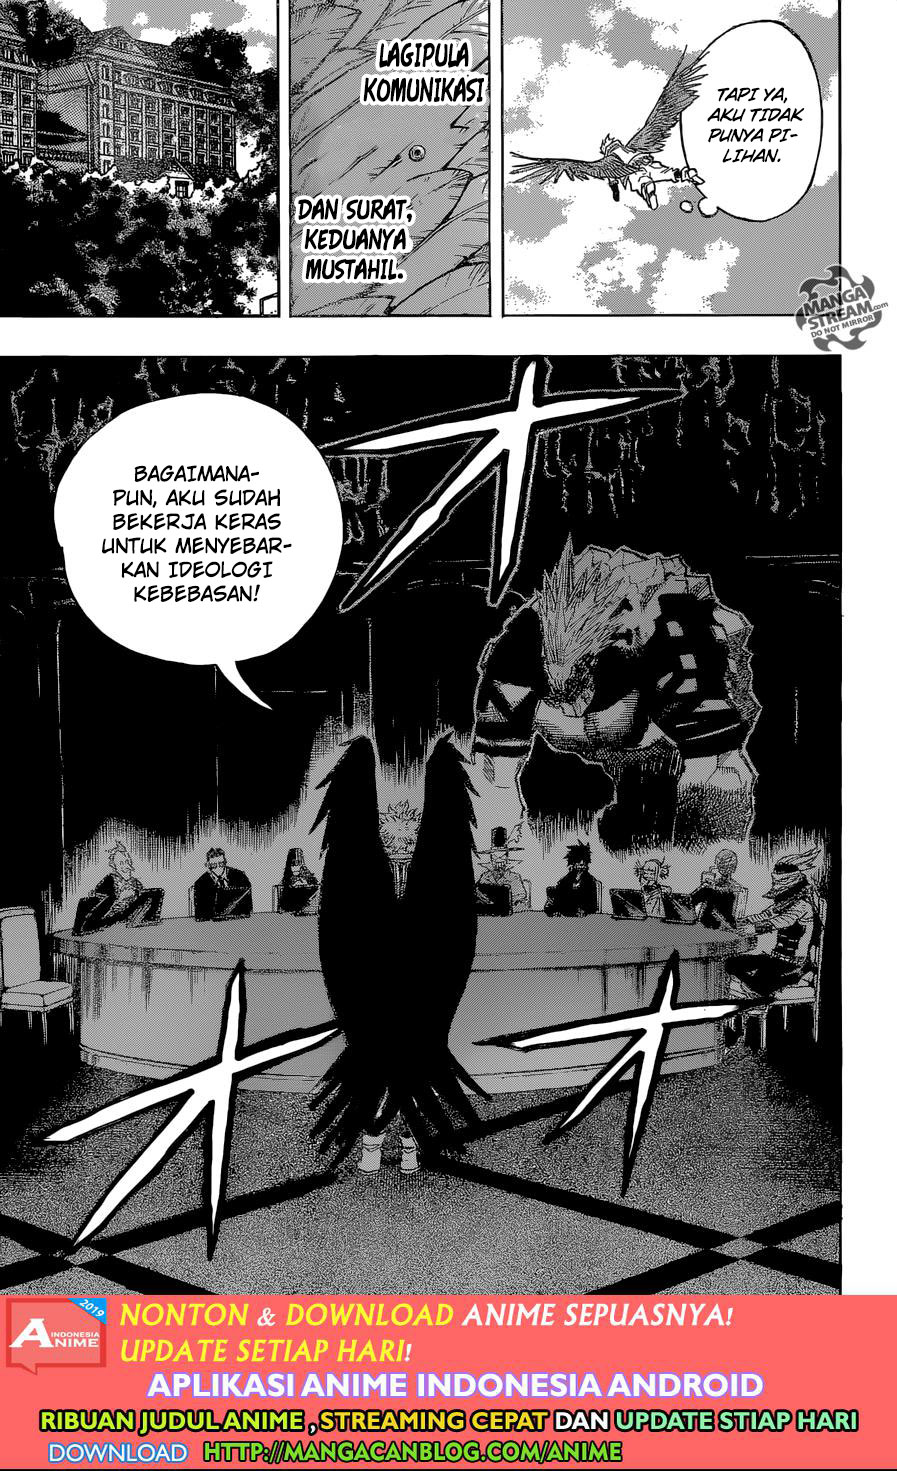 TAPI YA,
AKU TIDAK
PUNYA PI-
LIHAN.
LAGIPULA
KOMUNIKASI
DAN SURAT,
KEDUANYA
MUSTAHIL.
MANGA
STREAM.com
DO NOT MIRROR
BAGAIMANA-
PUN, AKU SUDAH
BEKERJA KERAS
UNTUK MENYEBAR-
KAN IDEOLOGI
KEBEBASAN!
2019
INDONESIA
ANIME
NONTON & DOWNLOAD ANIME SEPUASNYA!
UPDATE SETIAP HARI!
APLIKASI ANIME INDONESIA ANDROID
RIBUAN JUDUL ANIME , STREAMING CEPAT DAN UPDATE STIAP HARI
DOWNLOAD HTTP://MANGACANBLOG.COM/ANIME